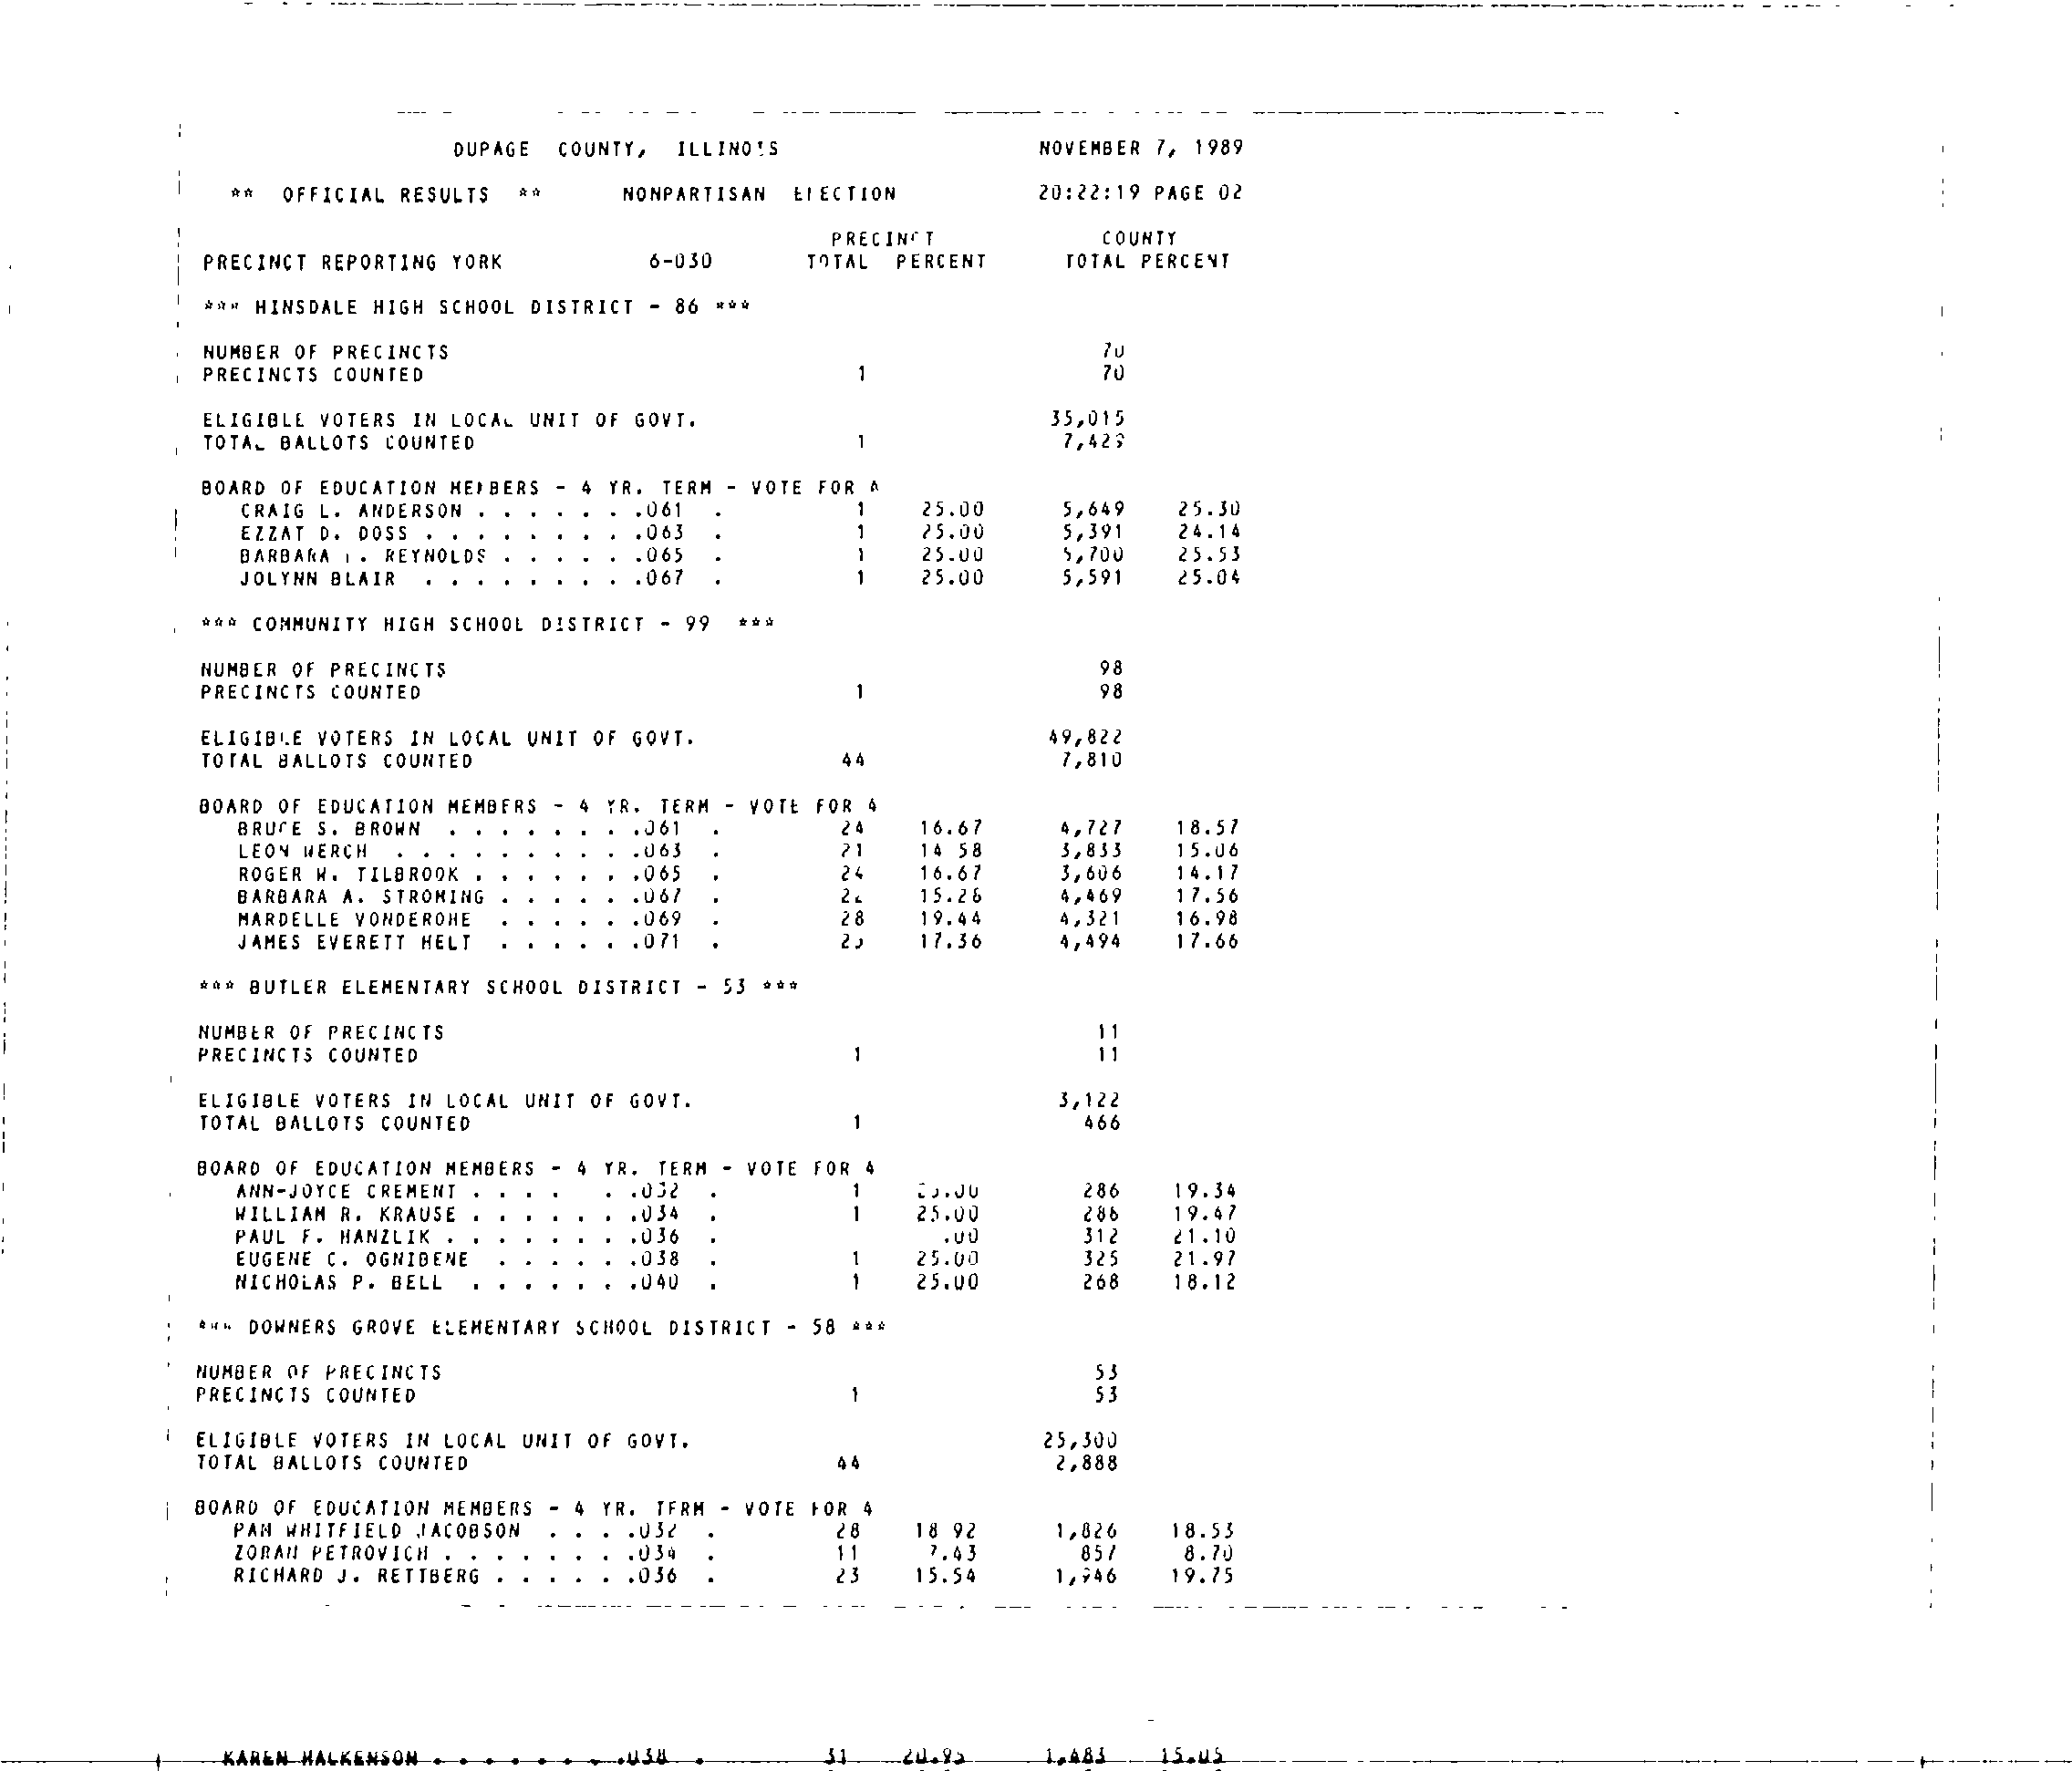 DUPAGE COUNTY, ILLINOIS NOVEMBER 7, 1989
** OFFICIAL RESULTS ** NONPARTISAN ELECTION 20:22:19 PAGE 02
PRECINCT COUNTY
PRECINCT REPORTING YORK 6-030 TOTAL PERCENT TOTAL PERCENT
*** HINSDALE HIGH SCHOOL DISTRICT - 86 ***
NUMBER OF PRECINCTS 70
PRECINCTS COUNTED 1 70
ELIGIBLE VOTERS IN LOCAL UNIT OF GOVT. 35,015
TOTAL BALLOTS COUNTED 1
BOARD OF EDUCATION MEMBERS - 4 YR. TERM - VOTE FOR 4
CRAIG L. ANDERSON . . . . . . .061 . 1 25.00 5,649 25.30
EZZAT D. DOSS . . . . . . . . .063 . 1 25.00 5,391 24.14
BARBARA REYNOLDS . . . . . .065 . 1 25.00 5,700 25.53
JOLYNN BLAIR . . . . . . . . .067 . 1 25.00 5,591 25.04
*** COMMUNITY HIGH SCHOOL DISTRICT - 99 ***
NUMBER OF PRECINCTS 98
PRECINCTS COUNTED 1 98
ELIGIBLE VOTERS IN LOCAL UNIT OF GOVT. 49,822
TOTAL BALLOTS COUNTED 44 7,810
BOARD OF EDUCATION MEMBERS - 4 YR. TERM - VOTE FOR 4
BRUCE S. BROWN . . . . . . . .061 . 24 16.67 4,727 18.57
LEON WERCH . . . . . . . . . .063 . 21 14.58 3,833 15.06
ROGER W. TILBROOK . . . . . . .065 . 24 16.67 3,606 14.17
BARBARA A. STROMING . . . . . .067 . 22 15.28 4,469 17.56
MARDELLE VONDEROHE . . . . . .069 . 28 19.44 4,321 16.98
JAMES EVERETT HELT . . . . . .071 . 25 17.36 4,494 17.66
*** BUTLER ELEMENTARY SCHOOL DISTRICT - 53 ***
NUMBER OF PRECINCTS 11
PRECINCTS COUNTED 1 11
ELIGIBLE VOTERS IN LOCAL UNIT OF GOVT. 3,122
TOTAL BALLOTS COUNTED 1 466
BOARD OF EDUCATION MEMBERS - 4 YR. TERM - VOTE FOR 4
ANN-JOYCE CREMENT . . . . . .032 . 1 25.00 286 19.34
WILLIAM R. KRAUSE . . . . . . .034 . 1 25.00 288 19.47
PAUL F. HANZLIK . . . . . . . .036 . .00 312 21.10
EUGENE C. OGNIBENE . . . . . .038 . 1 25.00 325 21.97
NICHOLAS P. BELL . . . . . . .040 . 1 25.00 268 18.12
*** DOWNERS GROVE ELEMENTARY SCHOOL DISTRICT - 58 ***
NUMBER OF PRECINCTS 53
PRECINCTS COUNTED 1 53
ELIGIBLE VOTERS IN LOCAL UNIT OF GOVT. 25,300
TOTAL BALLOTS COUNTED 44 2,888
BOARD OF EDUCATION MEMBERS - 4 YR. TERM - VOTE FOR 4
PAM WHITFIELD JACOBSON . . . .032 . 28 18.92 1,826 18.53
ZORAN PETROVICH . . . . . . . .034 . 11 7.43 857 8.70
RICHARD J. RETTBERG . . . . . .036 . 23 15.54 1,946 19.75
KAREN HALKENSON . . . . . . . .038 . 31 20.95 1,483 15.05